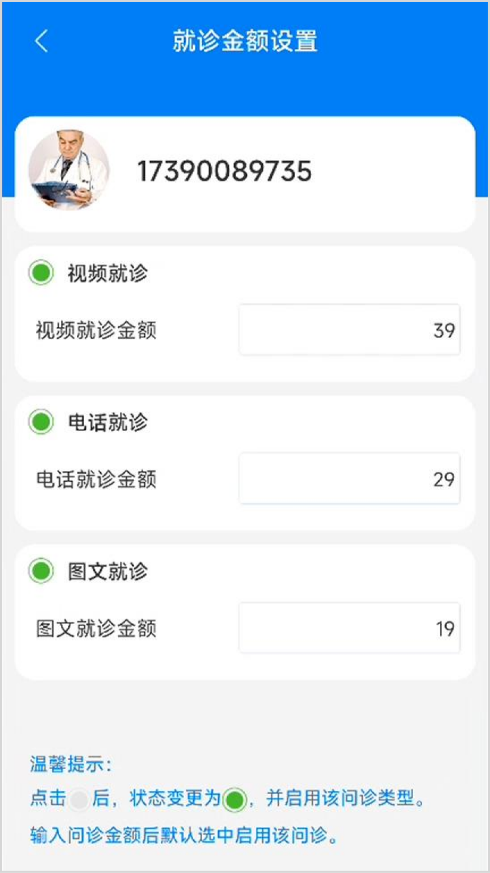 就诊金额设置
17390089735
视频就诊
视频就诊金额 39
电话就诊
电话就诊金额 29
图文就诊
图文就诊金额 19
温馨提示：
点击后，状态变更为，并启用该问诊类型。
输入问诊金额后默认选中启用该问诊。